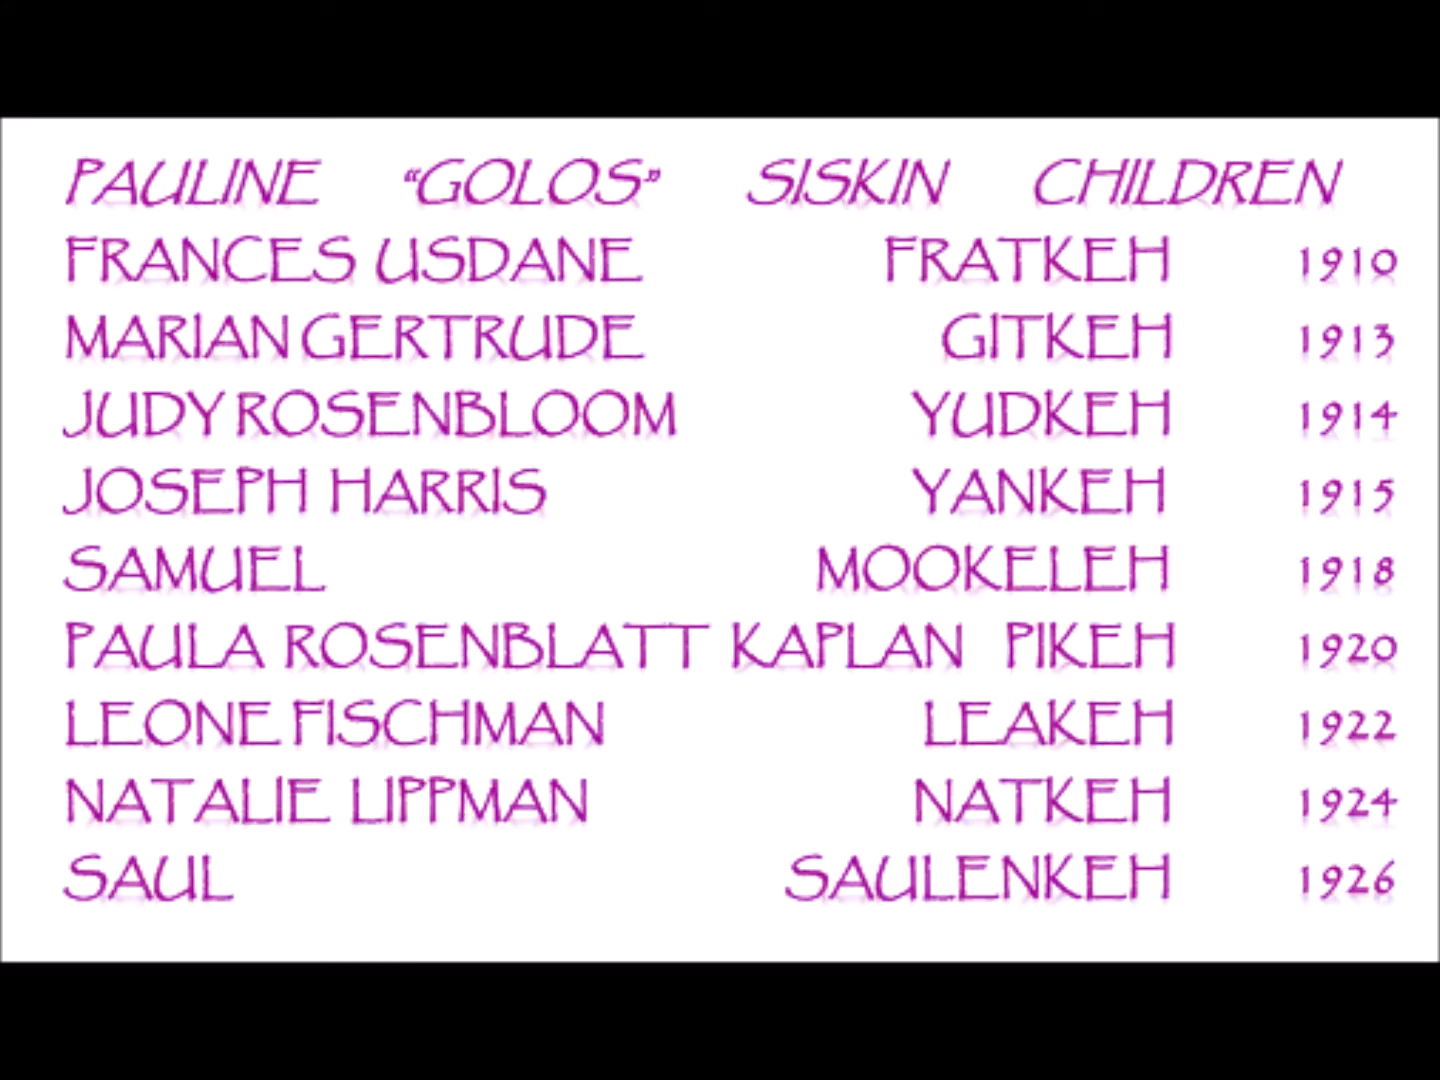 PAULINE “GOLOS” SISKIN CHILDREN
FRANCES USDANE FRATKEH 1910
MARIAN GERTRUDE GITKEH 1913
JUDY ROSENBLOOM YUDKEH 1914
JOSEPH HARRIS YANKEH 1915
SAMUEL MOOKELEH 1918
PAULA ROSENBLATT KAPLAN PIKEH 1920
LEONE FISCHMAN LEAKEH 1922
NATALIE LIPPMAN NATKEH 1924
SAUL SAULENKEH 1926